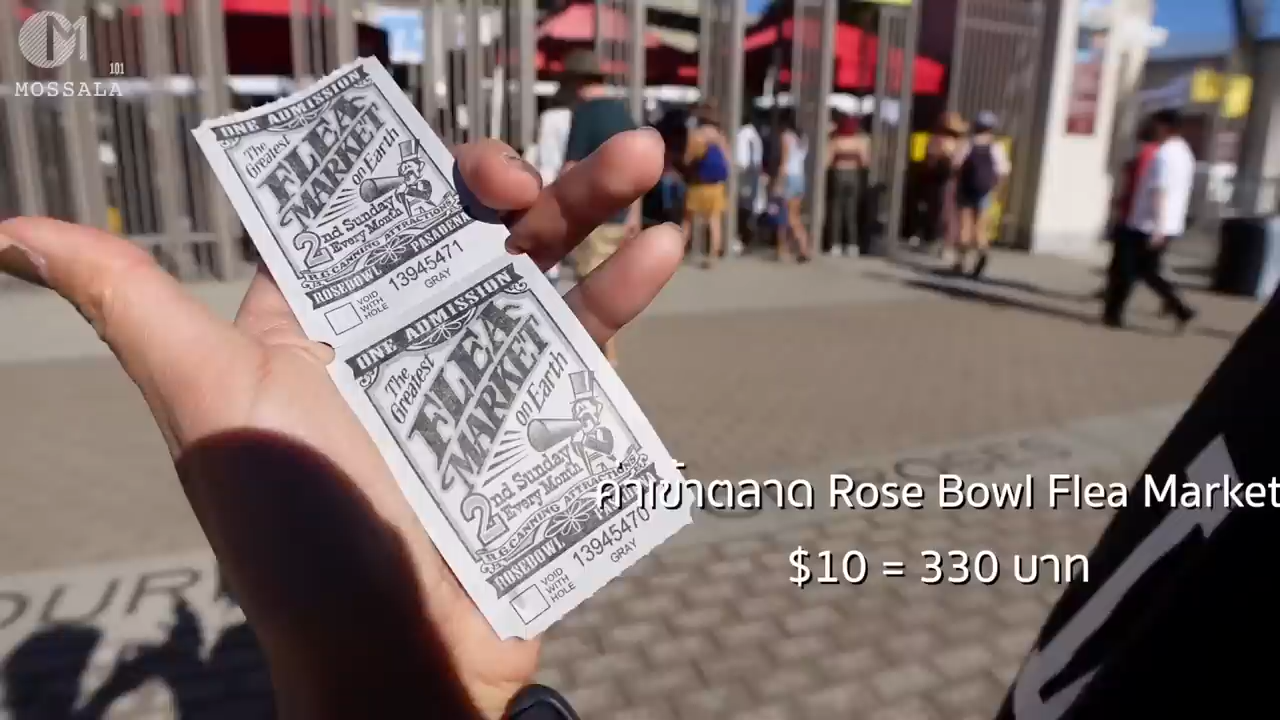 MOSSALA
101
ONE ADMISSION
The
Greatest
FLEA
MARKET
on Earth
2nd Sunday
Every Month
R.G. CANNING ATTRACTIONS
ROSEBOWL
PASADENA
VOID
WITH
HOLE
13945471
GRAY
ONE ADMISSION
The
Greatest
FLEA
MARKET
on Earth
2nd Sunday
Every Month
R.G. CANNING ATTRACTIONS
ROSEBOWL
VOID
WITH
HOLE
13945470
GRAY
ค่าเข้าตลาด Rose Bowl Flea Market
$10 = 330 บาท